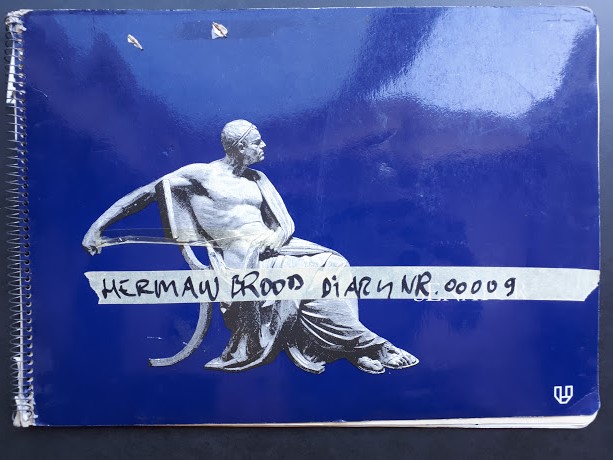 HERMAN BROOD DIARY NR. 00009